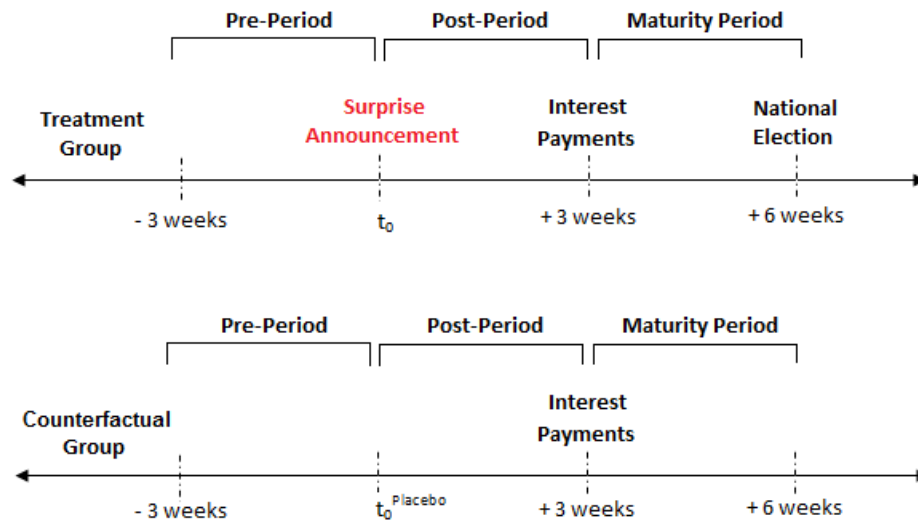 Pre-Period Post-Period Maturity Period
Treatment
Group
Surprise
Announcement
Interest
Payments
National
Election
- 3 weeks t₀ + 3 weeks + 6 weeks
Pre-Period Post-Period Maturity Period
Counterfactual
Group
Interest
Payments
- 3 weeks t₀ᴾˡᵃᶜᵉᵇᵒ + 3 weeks + 6 weeks